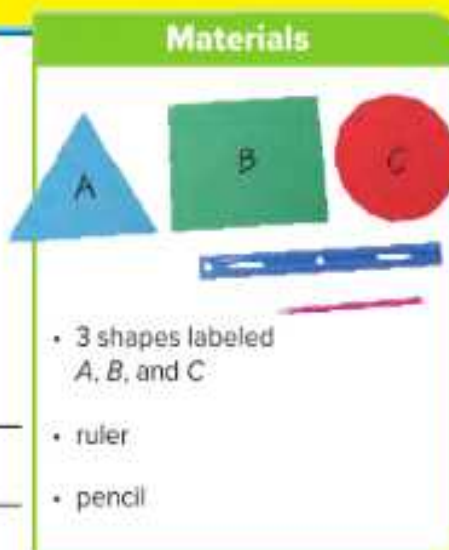 Materials
A
B
C
• 3 shapes labeled
A, B, and C
• ruler
• pencil